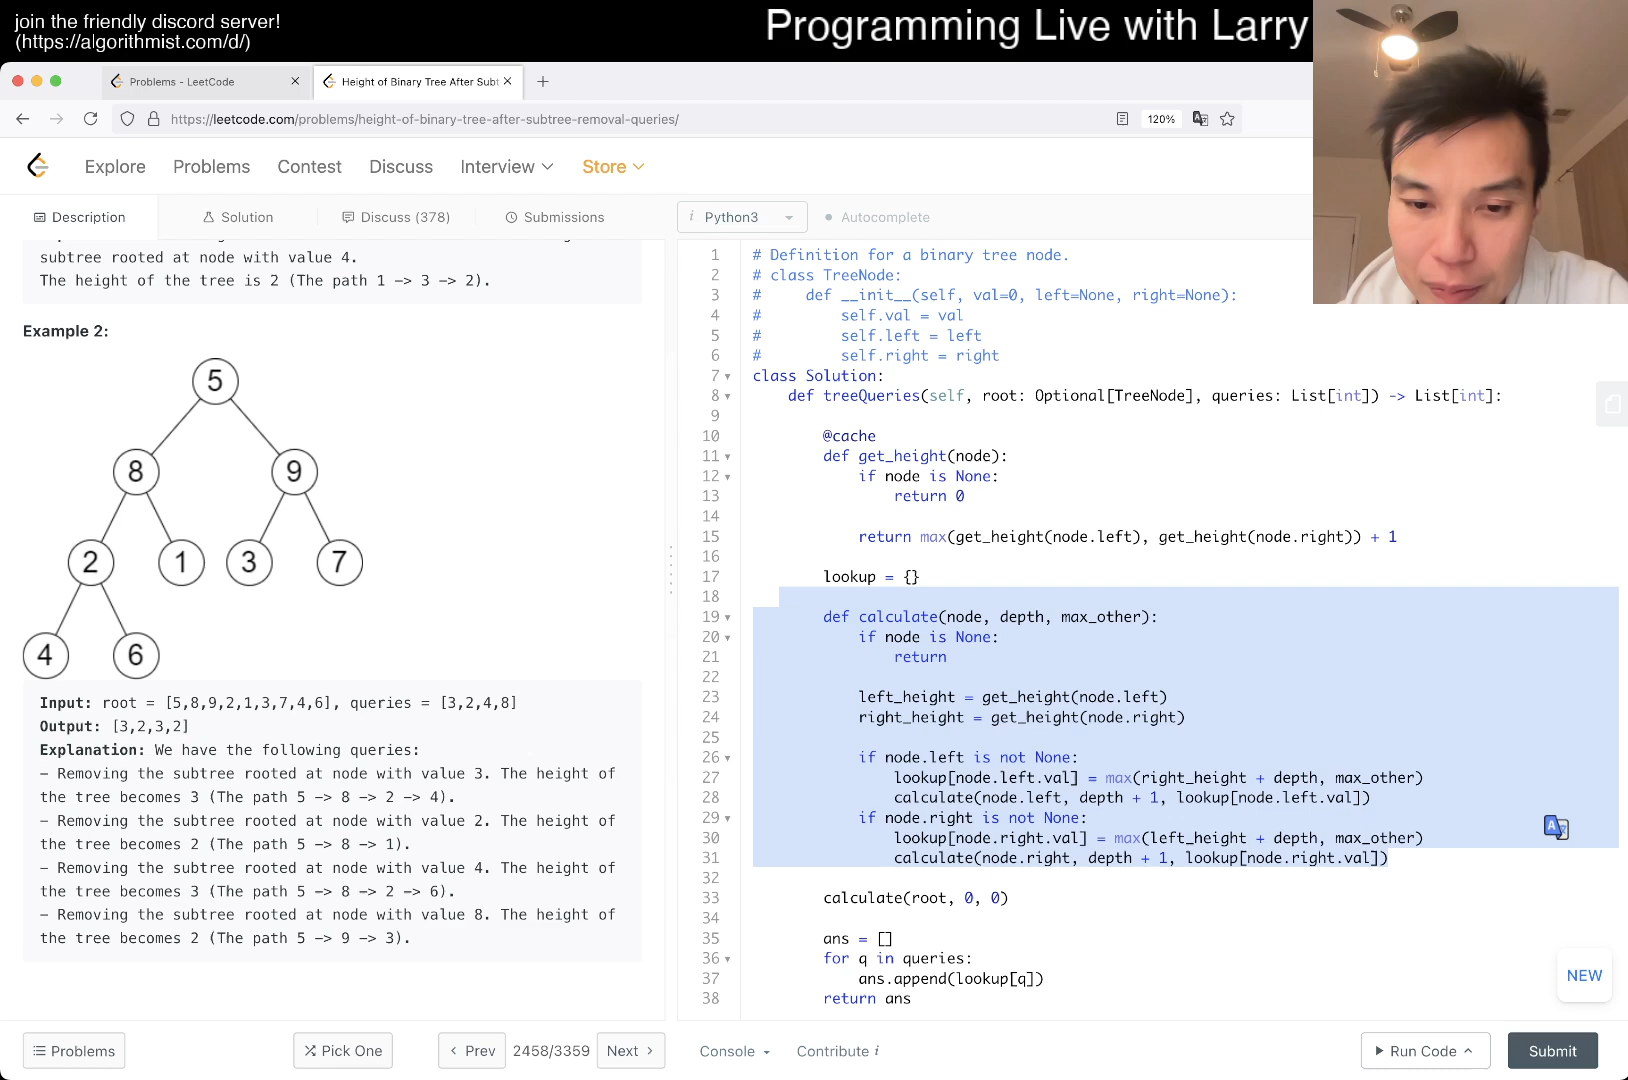 join the friendly discord server!
(https://algorithmist.com/d/)
Programming Live with Larry
Problems - LeetCode
Height of Binary Tree After Subt
https://leetcode.com/problems/height-of-binary-tree-after-subtree-removal-queries/
120%
Explore
Problems
Contest
Discuss
Interview
Store
Description
Solution
Discuss (378)
Submissions
i Python3
Autocomplete
subtree rooted at node with value 4.
The height of the tree is 2 (The path 1 -> 3 -> 2).
Example 2:
5
8 9
2 1 3 7
4 6
Input: root = [5,8,9,2,1,3,7,4,6], queries = [3,2,4,8]
Output: [3,2,3,2]
Explanation: We have the following queries:
- Removing the subtree rooted at node with value 3. The height of
the tree becomes 3 (The path 5 -> 8 -> 2 -> 4).
- Removing the subtree rooted at node with value 2. The height of
the tree becomes 2 (The path 5 -> 8 -> 1).
- Removing the subtree rooted at node with value 4. The height of
the tree becomes 3 (The path 5 -> 8 -> 2 -> 6).
- Removing the subtree rooted at node with value 8. The height of
the tree becomes 2 (The path 5 -> 9 -> 3).
1 # Definition for a binary tree node.
2 # class TreeNode:
3 #     def __init__(self, val=0, left=None, right=None):
4 #         self.val = val
5 #         self.left = left
6 #         self.right = right
7 class Solution:
8     def treeQueries(self, root: Optional[TreeNode], queries: List[int]) -> List[int]:
9
10         @cache
11         def get_height(node):
12             if node is None:
13                 return 0
14
15             return max(get_height(node.left), get_height(node.right)) + 1
16
17         lookup = {}
18
19         def calculate(node, depth, max_other):
20             if node is None:
21                 return
22
23             left_height = get_height(node.left)
24             right_height = get_height(node.right)
25
26             if node.left is not None:
27                 lookup[node.left.val] = max(right_height + depth, max_other)
28                 calculate(node.left, depth + 1, lookup[node.left.val])
29             if node.right is not None:
30                 lookup[node.right.val] = max(left_height + depth, max_other)
31                 calculate(node.right, depth + 1, lookup[node.right.val])
32
33         calculate(root, 0, 0)
34
35         ans = []
36         for q in queries:
37             ans.append(lookup[q])
38         return ans
NEW
Problems
Pick One
Prev
2458/3359
Next
Console
Contribute i
Run Code
Submit